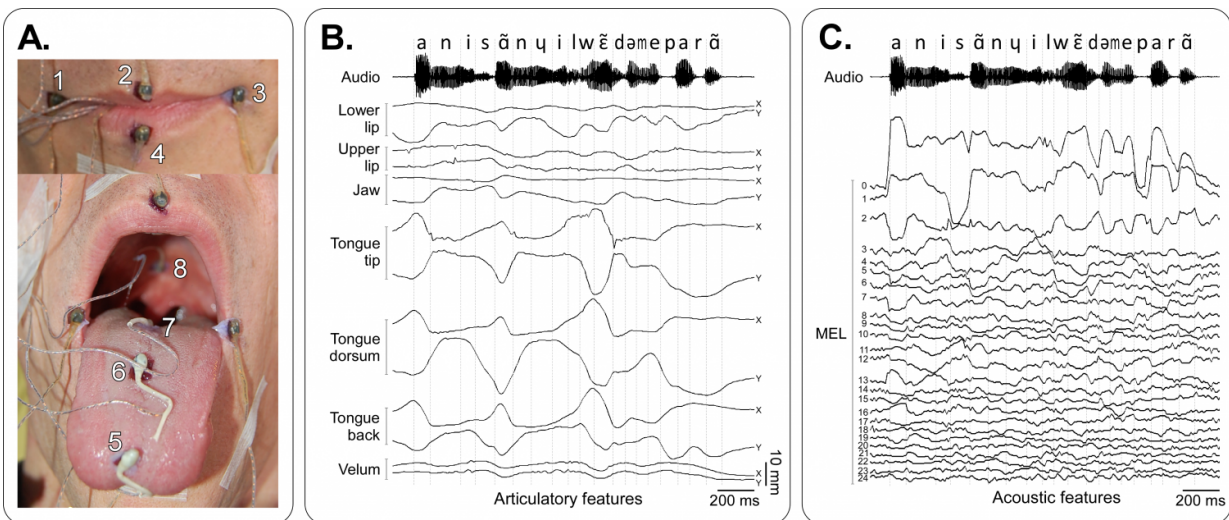 A.
1
2
3
4
8
7
6
5
B.
a n i s ɑ̃ n ɥ i l w ɛ̃ d ə m e p a r ɑ̃
Audio
Lower lip
X
Y
Upper lip
X
Y
Jaw
X
Y
Tongue tip
X
Y
Tongue dorsum
X
Y
Tongue back
X
Y
Velum
X
Y
10 mm
Articulatory features
200 ms
C.
a n i s ɑ̃ n ɥ i l w ɛ̃ d ə m e p a r ɑ̃
Audio
MEL
0
1
2
3
4
5
6
7
8
9
10
11
12
13
14
15
16
17
18
19
20
21
22
23
24
Acoustic features
200 ms